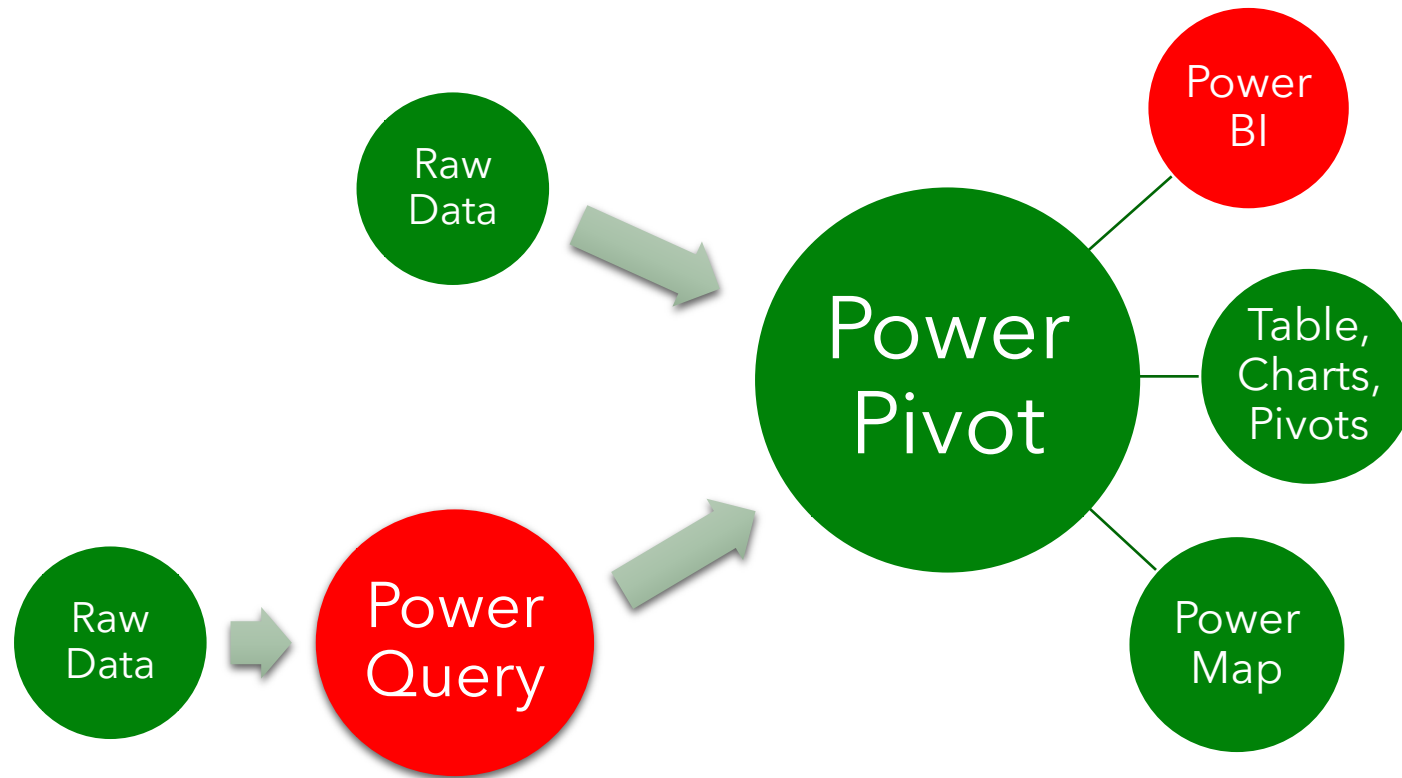 Raw
Data
Raw
Data
Power
Query
Power
Pivot
Power
BI
Table,
Charts,
Pivots
Power
Map